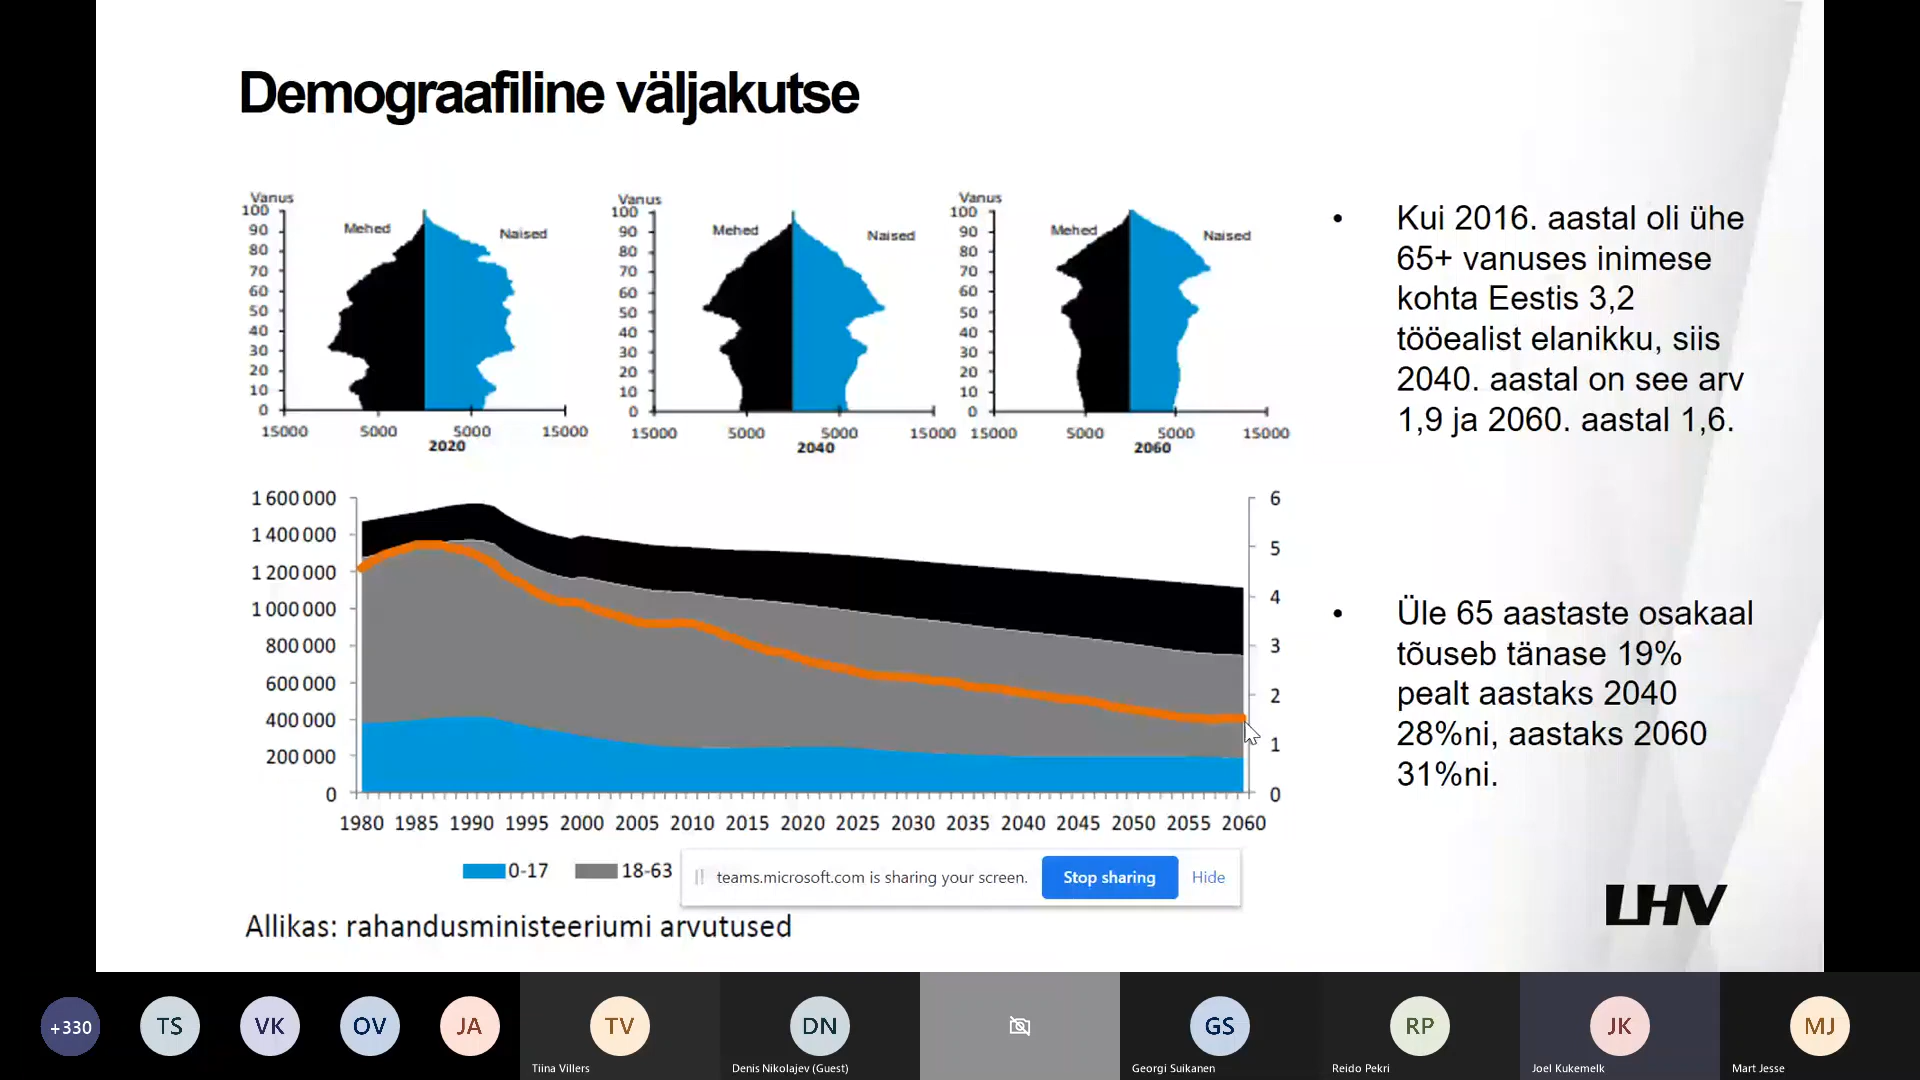 Demograafiline väljakutse
Vanus
100
90
80
70
60
50
40
30
20
10
0
Mehed
Naised
15000 5000 5000 15000
2020
Vanus
100
90
80
70
60
50
40
30
20
10
0
Mehed
Naised
15000 5000 5000 15000
2040
Vanus
100
90
80
70
60
50
40
30
20
10
0
Mehed
Naised
15000 5000 5000 15000
2060
• Kui 2016. aastal oli ühe
65+ vanuses inimese
kohta Eestis 3,2
tööealist elanikku, siis
2040. aastal on see arv
1,9 ja 2060. aastal 1,6.
1 600 000
1 400 000
1 200 000
1 000 000
800 000
600 000
400 000
200 000
0
6
5
4
3
2
1
0
1980 1985 1990 1995 2000 2005 2010 2015 2020 2025 2030 2035 2040 2045 2050 2055 2060
0-17 18-63
teams.microsoft.com is sharing your screen. Stop sharing Hide
Allikas: rahandusministeeriumi arvutused
• Üle 65 aastaste osakaal
tõuseb tänase 19%
pealt aastaks 2040
28%ni, aastaks 2060
31%ni.
LHV
+330 TS VK OV JA TV DN GS RP JK MJ
Tiina Villers Denis Nikolajev (Guest) Georgi Suikanen Reido Pekri Joel Kukemelk Mart Jesse